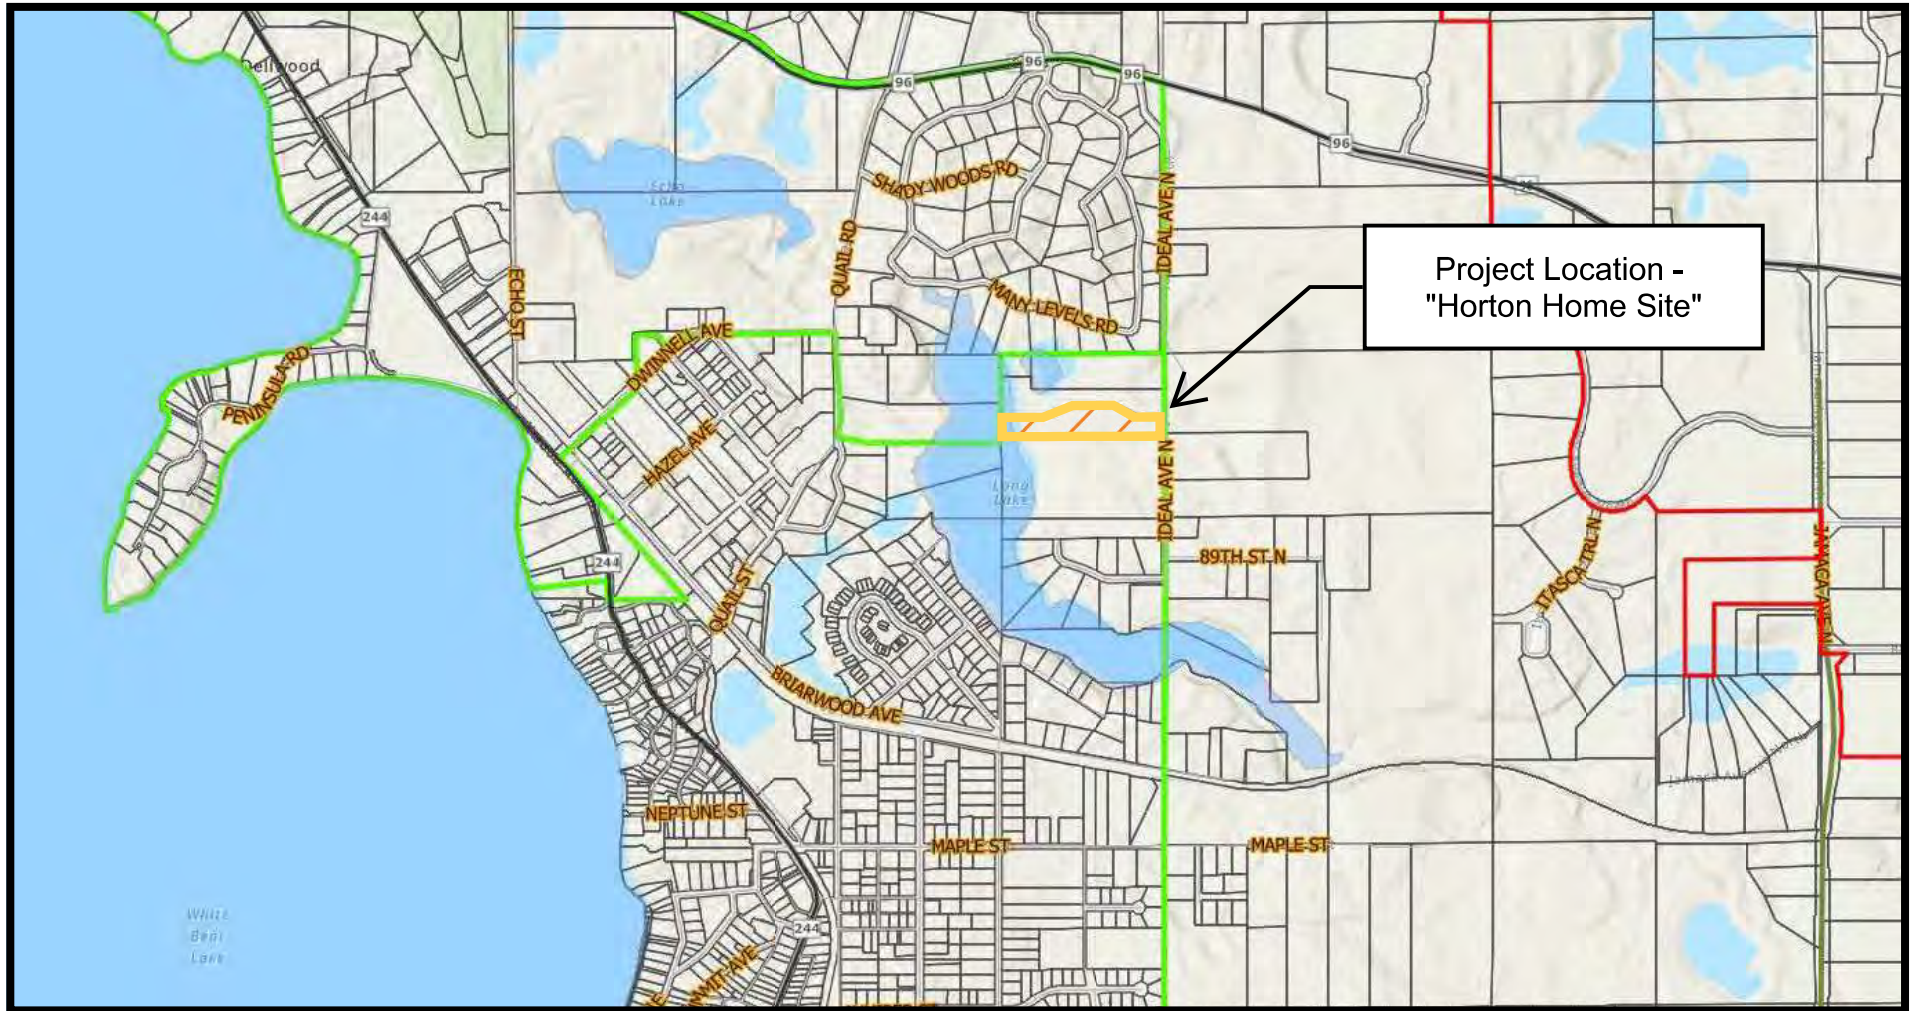 Dellwood
96
96
96
96
SHADY WOODS RD
Echo
Lake
IDEAL AVE N
244
QUAIL RD
Project Location -
"Horton Home Site"
ECHO ST
MANY LEVELS RD
DWINNELL AVE
PENINSULA RD
HAZEL AVE
Long
Lake
IDEAL AVE N
244
89TH ST N
ITASCA TRL N
JAMACA AVE N
QUAIL ST
BRIARWOOD AVE
NEPTUNE ST
MAPLE ST
MAPLE ST
White
Bear
Lake
244